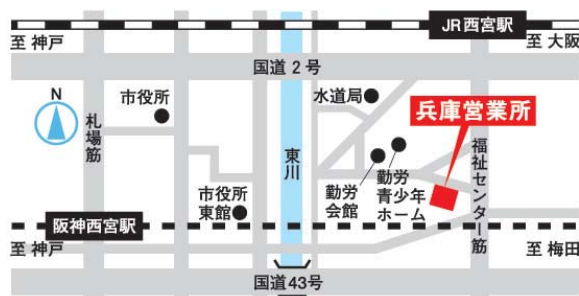 JR西宮駅
至 神戸
至 大阪
国道 2 号
N
市役所
水道局
兵庫営業所
札場筋
東川
福祉センター筋
勤労
会館
勤労
青少年
ホーム
市役所
東館
阪神西宮駅
至 神戸
至 梅田
国道43号